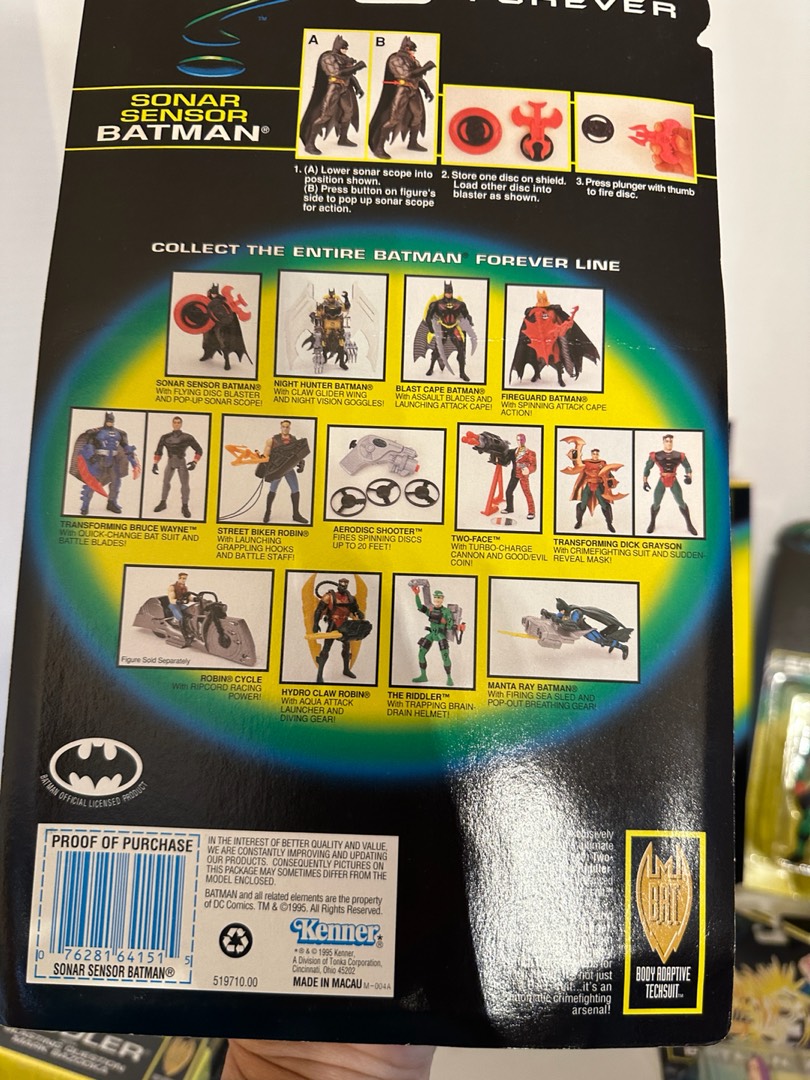 FOREVER
™
SONAR
SENSOR
BATMAN®
A
B
1. (A) Lower sonar scope into
position shown.
(B) Press button on figure's
side to pop up sonar scope
for action.
2. Store one disc on shield.
Load other disc into
blaster as shown.
3. Press plunger with thumb
to fire disc.
COLLECT THE ENTIRE BATMAN® FOREVER LINE
SONAR SENSOR BATMAN®
With FLYING DISC BLASTER
AND POP-UP SONAR SCOPE!
NIGHT HUNTER BATMAN®
With CLAW GLIDER WING
AND NIGHT VISION GOGGLES!
BLAST CAPE BATMAN®
With ASSAULT BLADES AND
LAUNCHING ATTACK CAPE!
FIREGUARD BATMAN®
With SPINNING ATTACK CAPE
ACTION!
TRANSFORMING BRUCE WAYNE™
With QUICK-CHANGE BAT SUIT AND
BATTLE BLADES!
STREET BIKER ROBIN®
With LAUNCHING
GRAPPLING HOOKS
AND BATTLE STAFF!
AERODISC SHOOTER™
FIRES SPINNING DISCS
UP TO 20 FEET!
TWO-FACE™
With TURBO-CHARGE
CANNON AND GOOD/EVIL
COIN!
TRANSFORMING DICK GRAYSON
With CRIMEFIGHTING SUIT AND SUDDEN-
REVEAL MASK!
Figure Sold Separately
ROBIN® CYCLE
With RIPCORD RACING
POWER!
HYDRO CLAW ROBIN®
With AQUA ATTACK
LAUNCHER AND
DIVING GEAR!
THE RIDDLER™
With TRAPPING BRAIN-
DRAIN HELMET!
MANTA RAY BATMAN®
With FIRING SEA SLED AND
POP-OUT BREATHING GEAR!
BATMAN OFFICIAL LICENSED PRODUCT
PROOF OF PURCHASE
0 76281 64151 5
SONAR SENSOR BATMAN®
IN THE INTEREST OF BETTER QUALITY AND VALUE,
WE ARE CONSTANTLY IMPROVING AND UPDATING
OUR PRODUCTS. CONSEQUENTLY PICTURES ON
THIS PACKAGE MAY SOMETIMES DIFFER FROM THE
MODEL ENCLOSED.
BATMAN and all related elements are the property
of DC Comics. TM & ©1995. All Rights Reserved.
Kenner®
® & © 1995 Kenner,
A Division of Tonka Corporation,
Cincinnati, Ohio 45202
519710.00
MADE IN MACAU M-004A
Two-
for
not just
it's an
crimefighting
arsenal!
BAT
BODY ADAPTIVE
TECHSUIT™